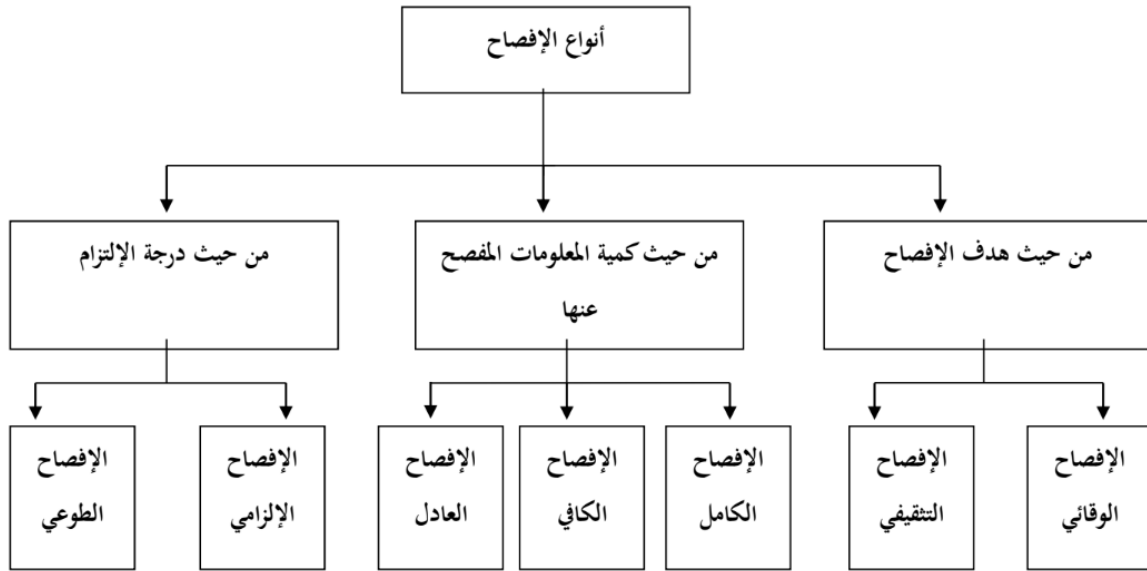 أنواع الإفصاح
من حيث هدف الإفصاح
من حيث كمية المعلومات المفصح
عنها
من حيث درجة الإلتزام
الإفصاح
الوقائي
الإفصاح
التثقيفي
الإفصاح
الكامل
الإفصاح
الكافي
الإفصاح
العادل
الإفصاح
الإلزامي
الإفصاح
الطوعي